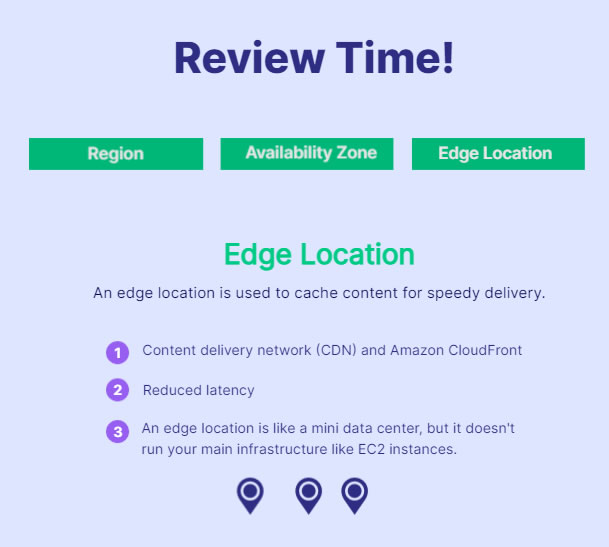 Review Time!
Region
Availability Zone
Edge Location
Edge Location
An edge location is used to cache content for speedy delivery.
1 Content delivery network (CDN) and Amazon CloudFront
2 Reduced latency
3 An edge location is like a mini data center, but it doesn't
run your main infrastructure like EC2 instances.